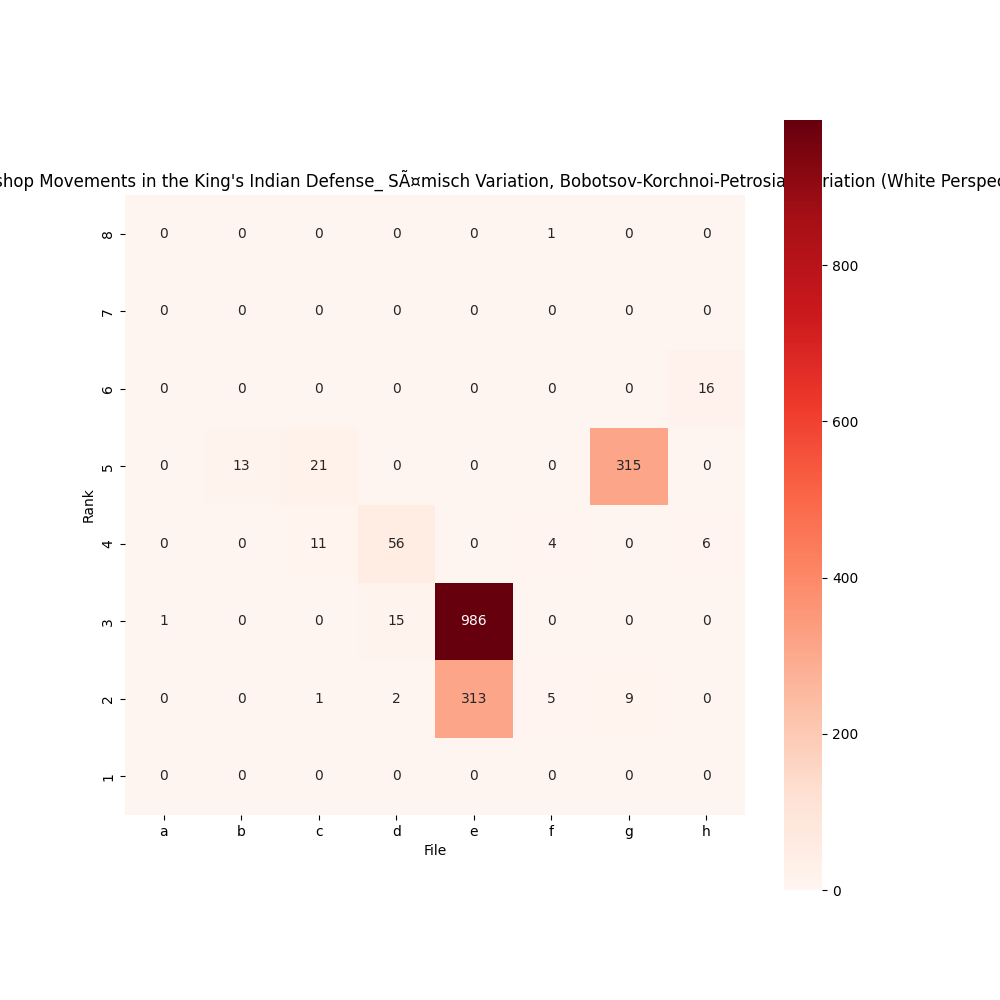 shop Movements in the King's Indian Defense_ SÃ¤misch Variation, Bobotsov-Korchnoi-Petrosia riation (White Perspec
8 0 0 0 0 0 1 0 0
7 0 0 0 0 0 0 0 0
6 0 0 0 0 0 0 0 16
5 0 13 21 0 0 0 315 0
Rank
4 0 0 11 56 0 4 0 6
3 1 0 0 15 986 0 0 0
2 0 0 1 2 313 5 9 0
1 0 0 0 0 0 0 0 0
a b c d e f g h
File
800
600
400
200
0